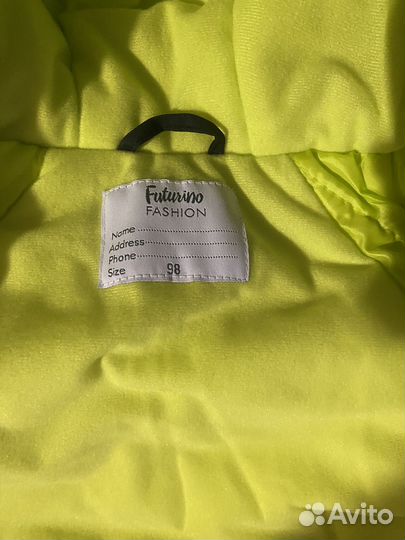 Futurino
FASHION
Name
Address
Phone
Size 98
Avito